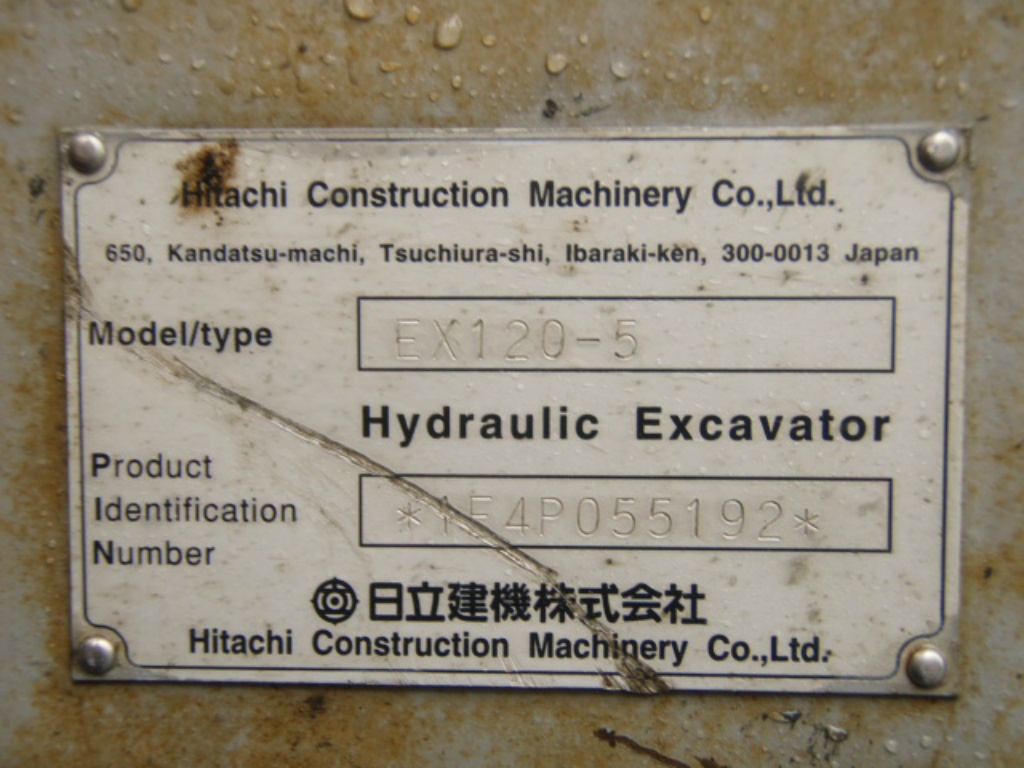 Hitachi Construction Machinery Co.,Ltd.
650, Kandatsu-machi, Tsuchiura-shi, Ibaraki-ken, 300-0013 Japan
Model/type EX120-5
Hydraulic Excavator
Product
Identification *1F4P055192*
Number
日立建機株式会社
Hitachi Construction Machinery Co.,Ltd.